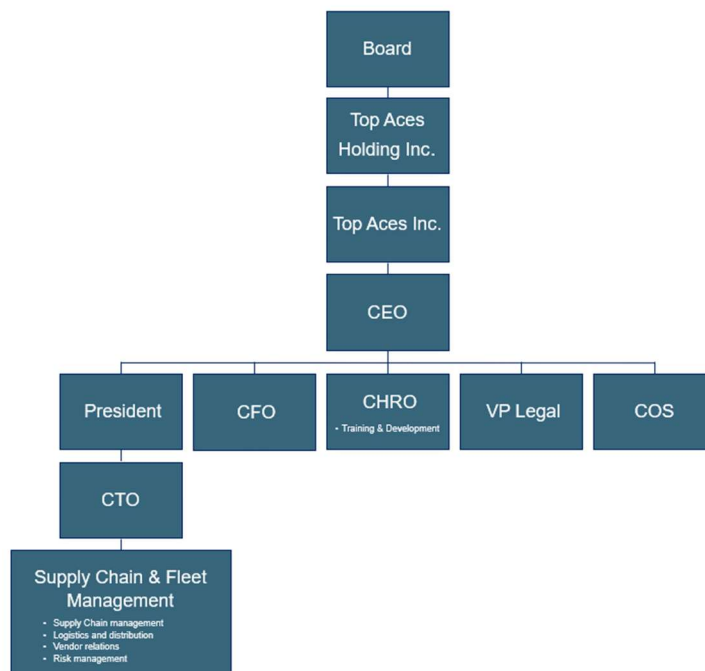 Board
Top Aces
Holding Inc.
Top Aces Inc.
CEO
President
CFO
CHRO
• Training & Development
VP Legal
COS
CTO
Supply Chain & Fleet
Management
• Supply Chain management
• Logistics and distribution
• Vendor relations
• Risk management